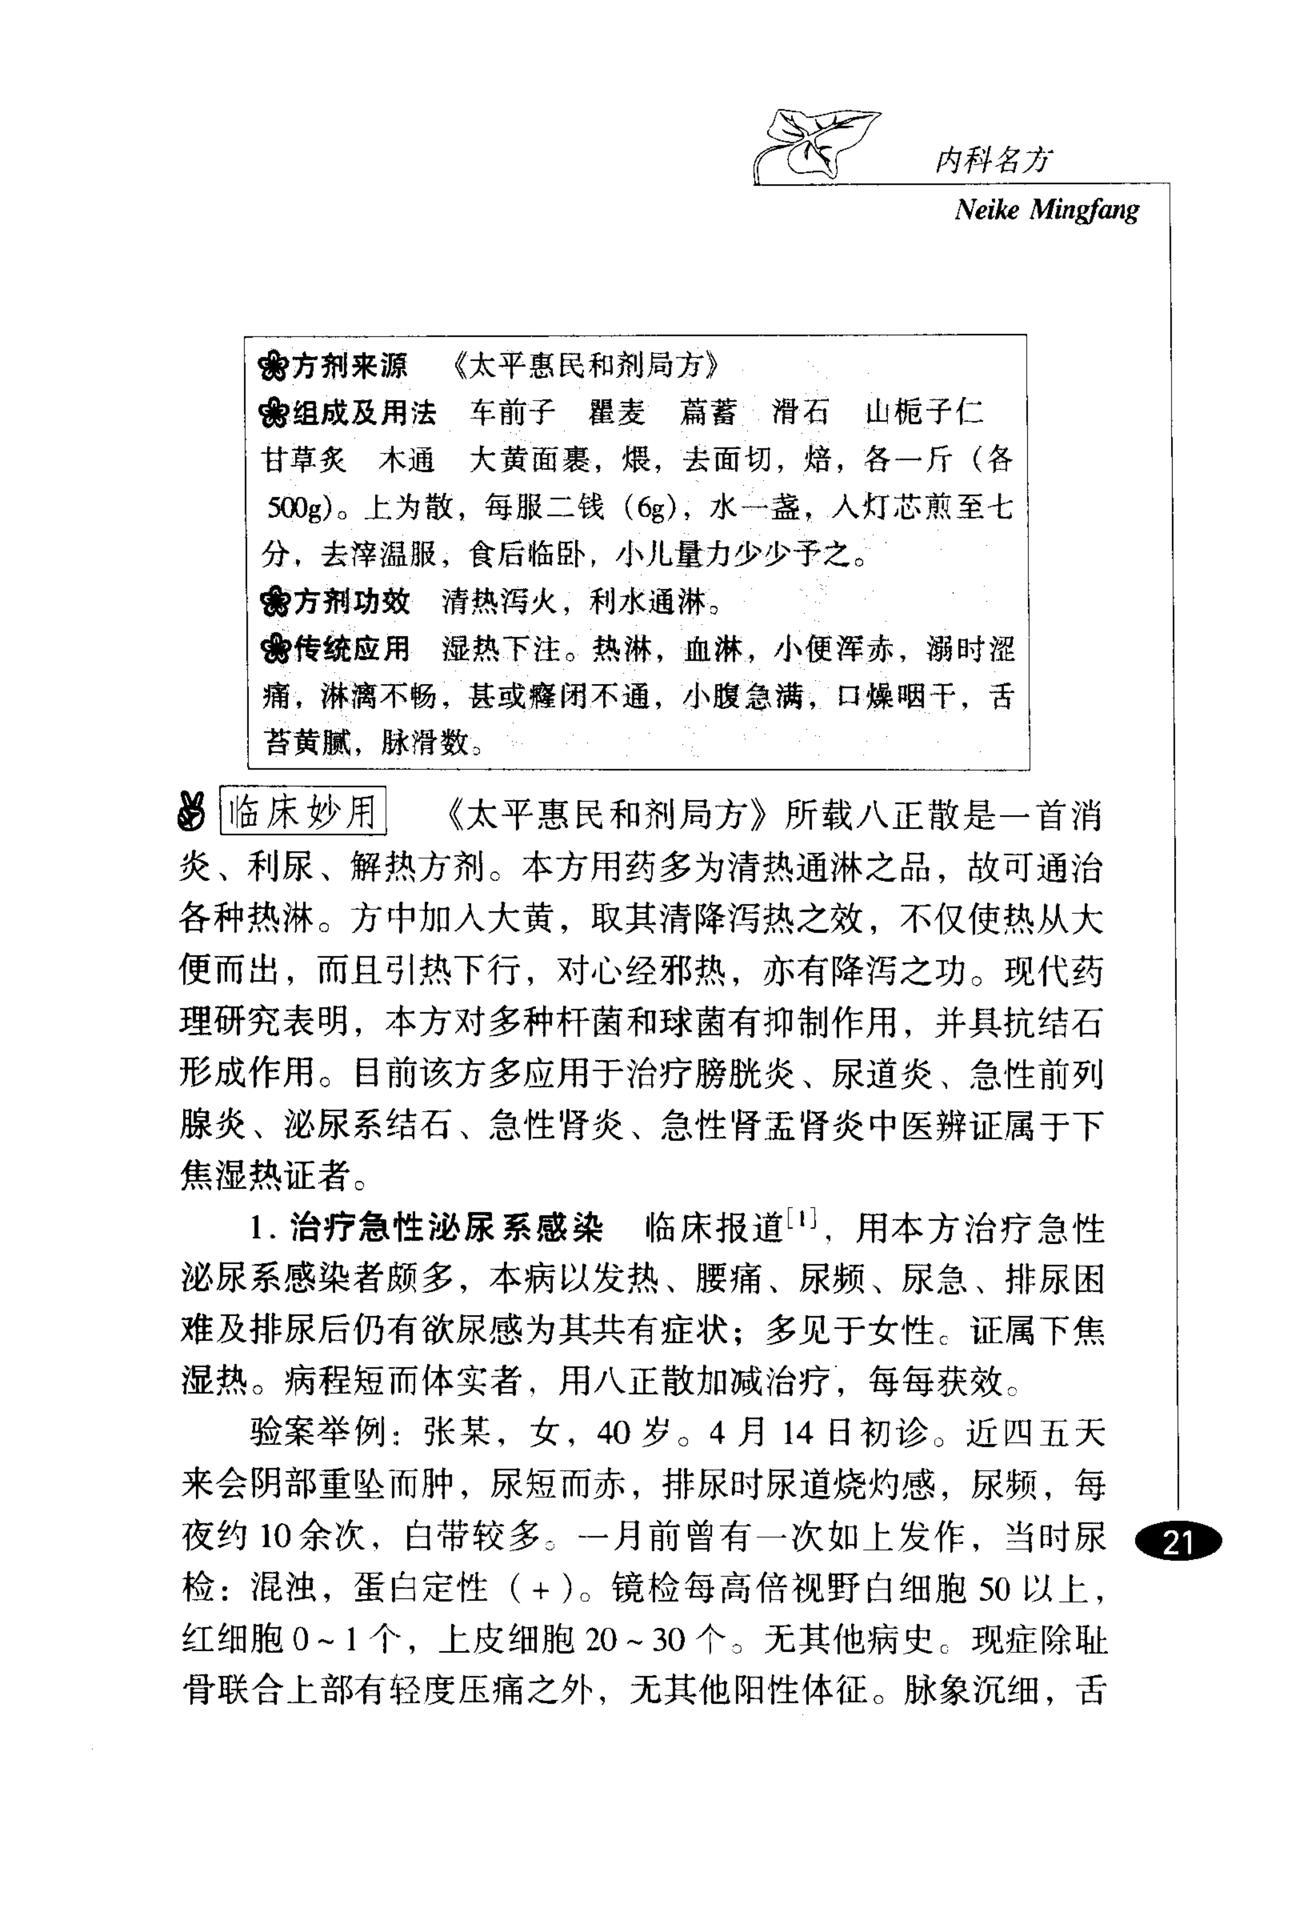 内科名方
Neike Mingfang
方剂来源 《太平惠民和剂局方》
组成及用法 车前子 瞿麦 萹蓄 滑石 山栀子仁
甘草炙 木通 大黄面裹，煨，去面切，焙，各一斤（各
500g）。上为散，每服二钱（6g），水一盏，入灯芯煎至七
分，去滓温服，食后临卧，小儿量力少少予之。
方剂功效 清热泻火，利水通淋。
传统应用 湿热下注。热淋，血淋，小便浑赤，溺时涩
痛，淋漓不畅，甚或癃闭不通，小腹急满，口燥咽干，舌
苔黄腻，脉滑数。
临床妙用 《太平惠民和剂局方》所载八正散是一首消
炎、利尿、解热方剂。本方用药多为清热通淋之品，故可通治
各种热淋。方中加入大黄，取其清降泻热之效，不仅使热从大
便而出，而且引热下行，对心经邪热，亦有降泻之功。现代药
理研究表明，本方对多种杆菌和球菌有抑制作用，并具抗结石
形成作用。目前该方多应用于治疗膀胱炎、尿道炎、急性前列
腺炎、泌尿系结石、急性肾炎、急性肾盂肾炎中医辨证属于下
焦湿热证者。
1. 治疗急性泌尿系感染 临床报道[1]，用本方治疗急性
泌尿系感染者颇多，本病以发热、腰痛、尿频、尿急、排尿困
难及排尿后仍有欲尿感为其共有症状；多见于女性。证属下焦
湿热。病程短而体实者，用八正散加减治疗，每每获效。
验案举例：张某，女，40 岁。4 月 14 日初诊。近四五天
来会阴部重坠而肿，尿短而赤，排尿时尿道烧灼感，尿频，每
夜约 10 余次，白带较多。一月前曾有一次如上发作，当时尿
检：混浊，蛋白定性（+）。镜检每高倍视野白细胞 50 以上，
红细胞 0~1 个，上皮细胞 20~30 个。无其他病史。现症除耻
骨联合上部有轻度压痛之外，无其他阳性体征。脉象沉细，舌
21